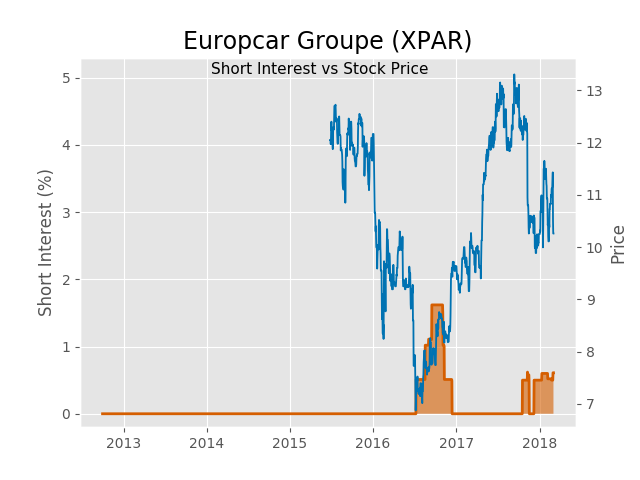 Europcar Groupe (XPAR)
Short Interest vs Stock Price
Short Interest (%)
5
4
3
2
1
0
13
12
11
10
9
8
7
Price
2013 2014 2015 2016 2017 2018